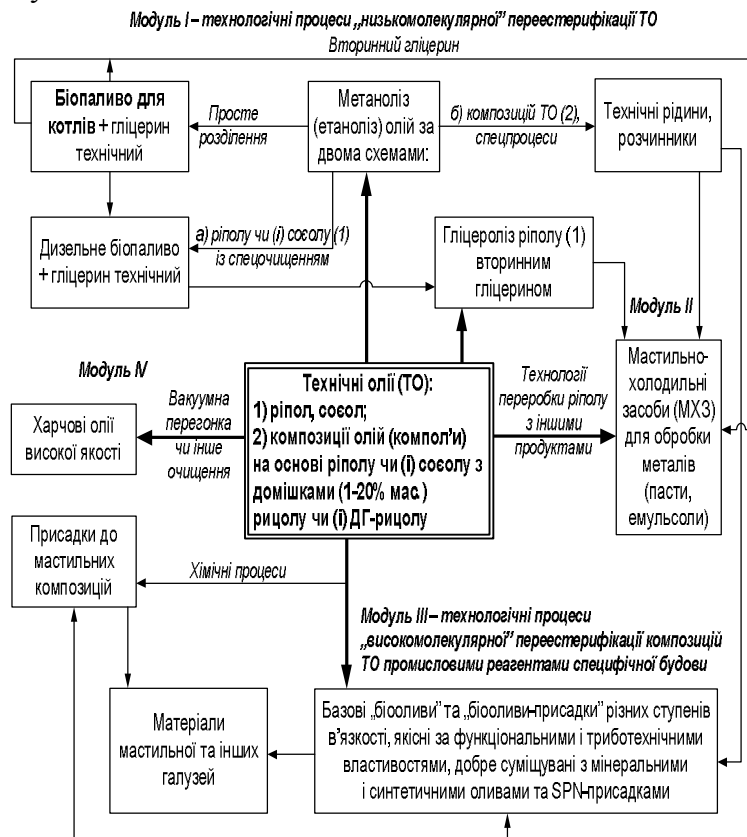 Модуль I – технологічні процеси „низькомолекулярної” переестерифікації ТО
Вторинний гліцерин
Біопаливо для
котлів + гліцерин
технічний
Просте
розділення
Метаноліз
(етаноліз) олій за
двома схемами:
б) композицій ТО (2),
спецпроцеси
Технічні рідини,
розчинники
Дизельне біопаливо
+ гліцерин технічний
а) ріполу чи (і) соєолу (1)
із спецочищенням
Гліцероліз ріполу (1)
вторинним
гліцерином
Модуль II
Модуль IV
Харчові олії
високої якості
Вакуумна
перегонка
чи інше
очищення
Технічні олії (ТО):
1) ріпол, соєол;
2) композиції олій (компол'и)
на основі ріполу чи (і) соєолу з
домішками (1-20% мас.)
рицолу чи (і) ДГ-рицолу
Технології
переробки ріполу
з іншими
продуктами
Мастильно-
холодильні
засоби (МХЗ)
для обробки
металів
(пасти,
емульсоли)
Присадки до
мастильних
композицій
Хімічні процеси
Модуль III – технологічні процеси
„високомолекулярної” переестерифікації композицій
ТО промисловими реагентами специфічної будови
Матеріали
мастильної та інших
галузей
Базові „біооливи” та „біооливи-присадки” різних ступенів
в'язкості, якісні за функціональними і триботехнічними
властивостями, добре суміщувані з мінеральними
і синтетичними оливами та SPN-присадками